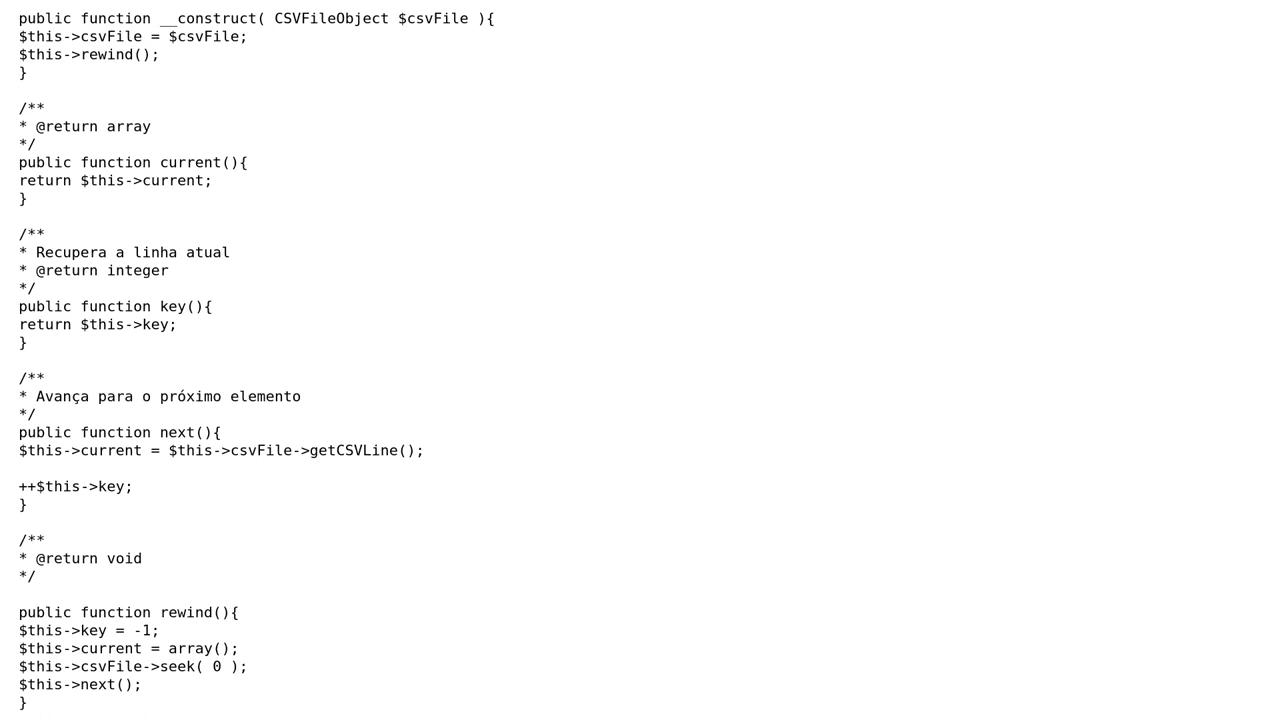 public function __construct( CSVFileObject $csvFile ){
$this->csvFile = $csvFile;
$this->rewind();
}

/**
* @return array
*/
public function current(){
return $this->current;
}

/**
* Recupera a linha atual
* @return integer
*/
public function key(){
return $this->key;
}

/**
* Avança para o próximo elemento
*/
public function next(){
$this->current = $this->csvFile->getCSVLine();

++$this->key;
}

/**
* @return void
*/

public function rewind(){
$this->key = -1;
$this->current = array();
$this->csvFile->seek( 0 );
$this->next();
}